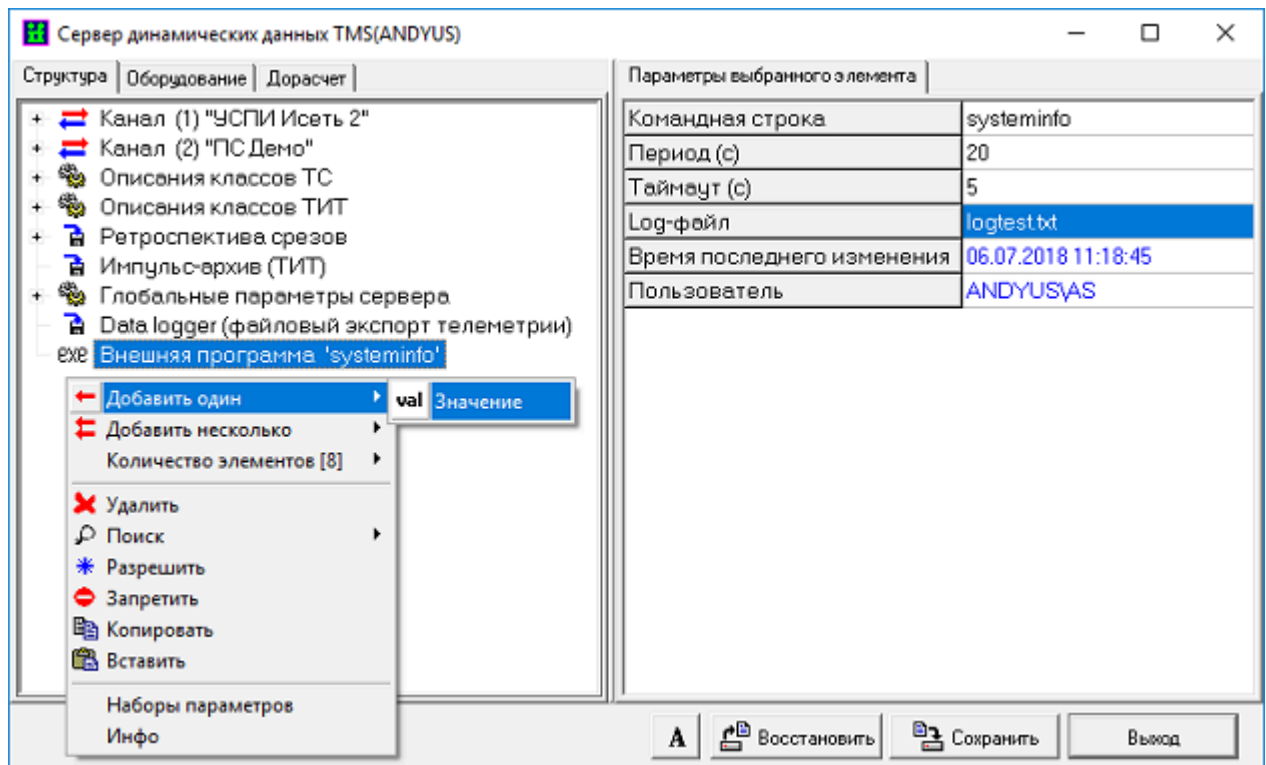 Сервер динамических данных TMS(ANDYUS)
Структура Оборудование Дорасчет
Параметры выбранного элемента
Канал (1) "УСПИ Исеть 2"
Канал (2) "ПС Демо"
Описания классов ТС
Описания классов ТИТ
Ретроспектива срезов
Импульс-архив (ТИТ)
Глобальные параметры сервера
Data logger (файловый экспорт телеметрии)
exe Внешняя программа 'systeminfo'
Добавить один
val Значение
Добавить несколько
Количество элементов [8]
Удалить
Поиск
Разрешить
Запретить
Копировать
Вставить
Наборы параметров
Инфо
Командная строка systeminfo
Период (с) 20
Таймаут (с) 5
Log-файл logtest.txt
Время последнего изменения 06.07.2018 11:18:45
Пользователь ANDYUS\AS
A Восстановить Сохранить Выход